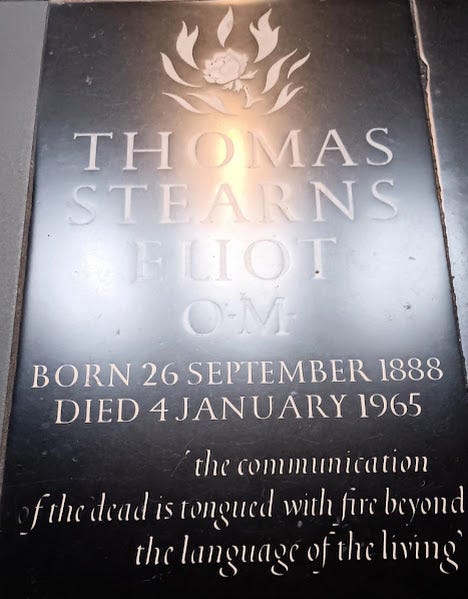 THOMAS
STEARNS
ELIOT
O·M·
BORN 26 SEPTEMBER 1888
DIED 4 JANUARY 1965
'the communication
of the dead is tongued with fire beyond
the language of the living'